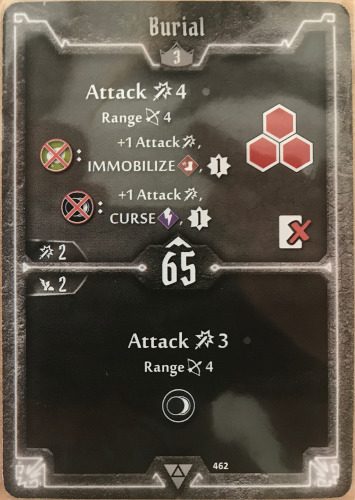 Burial
3
Attack 4
Range 4
: +1 Attack,
IMMOBILIZE, 1
: +1 Attack,
CURSE, 1
2
65
2
Attack 3
Range 4
462